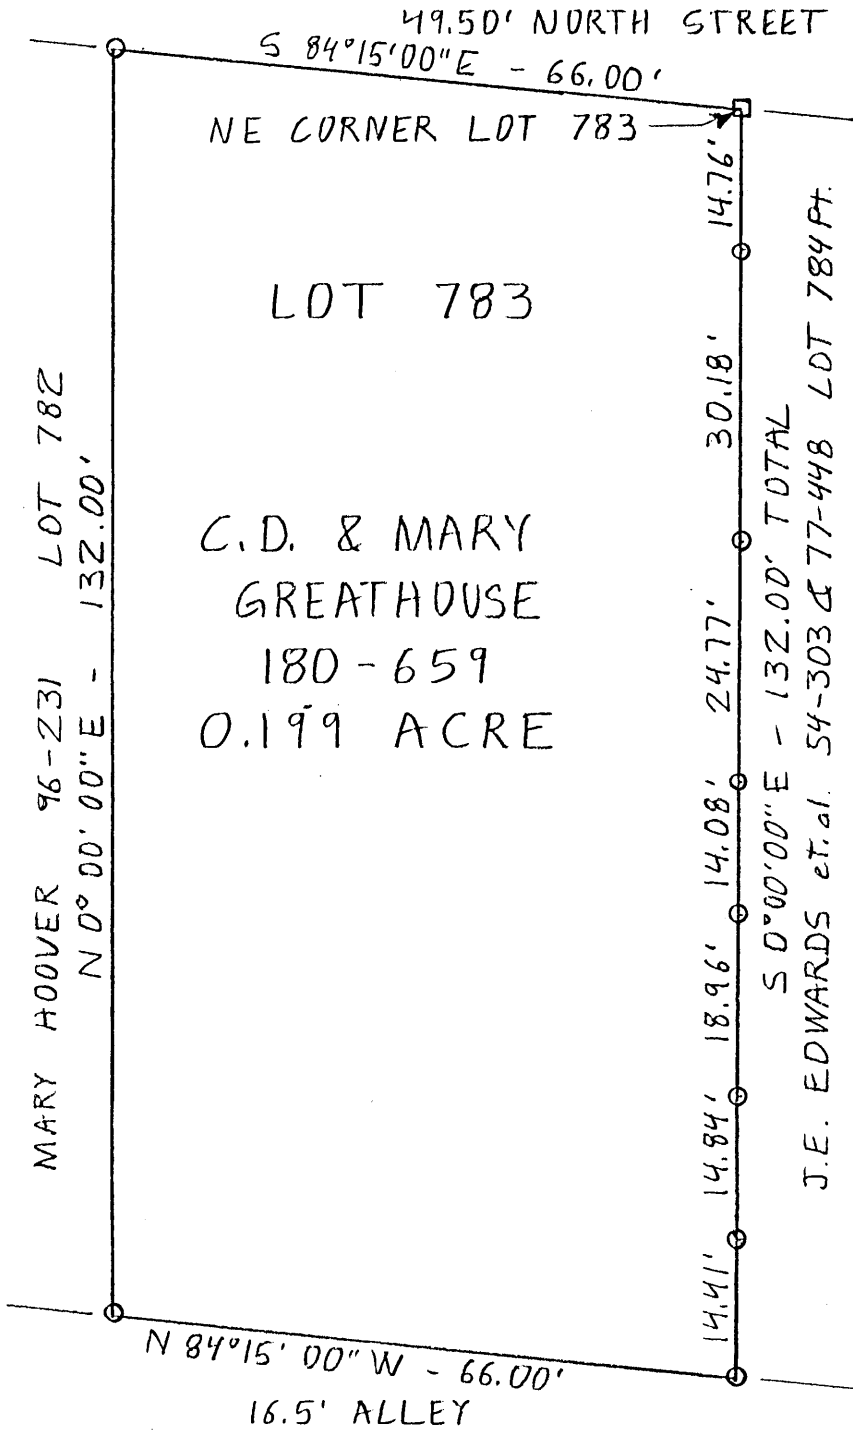 49.50' NORTH STREET
S 84°15'00"E - 66.00'
NE CORNER LOT 783
LOT 783
C.D. & MARY
GREATHOUSE
180-659
0.199 ACRE
MARY HOOVER 96-231 LOT 782
N 0°00'00"E - 132.00'
14.76'
30.18'
24.77'
14.08'
18.96'
14.84'
14.41'
S 0°00'00"E - 132.00' TOTAL
J.E. EDWARDS et.al. 54-303 & 77-448 LOT 784 Pt.
N 84°15'00"W - 66.00'
16.5' ALLEY